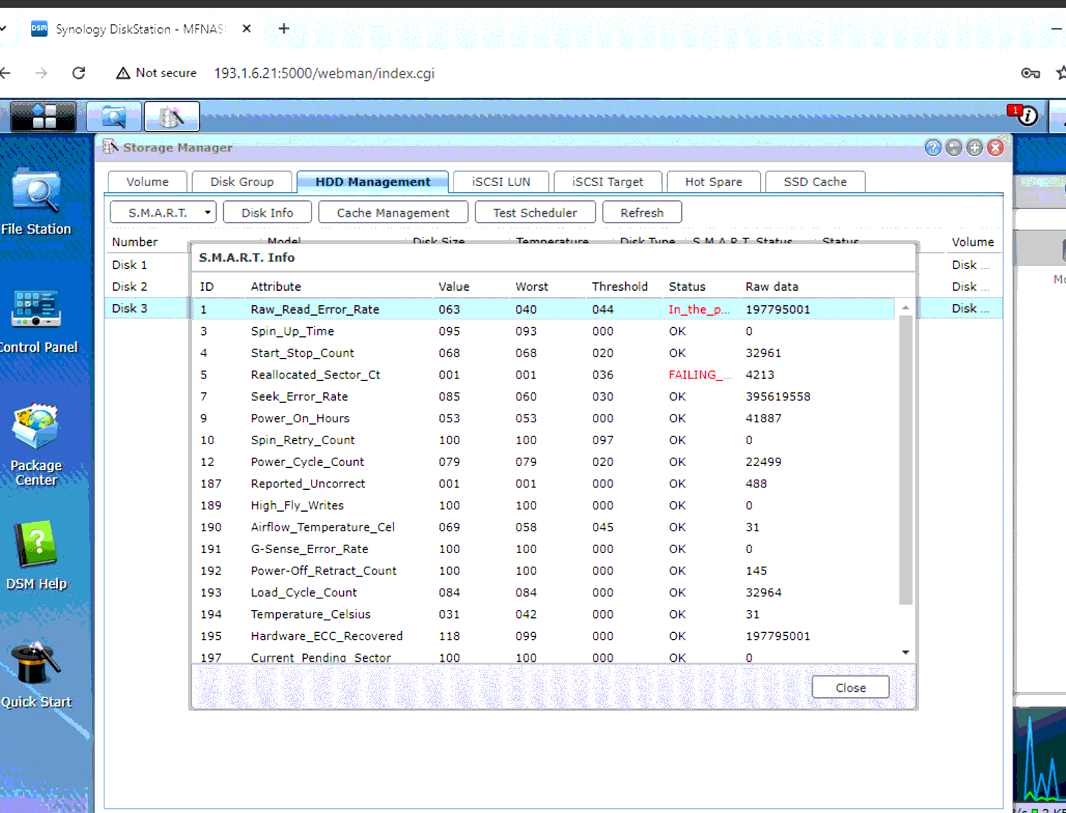 Synology DiskStation - MFNAS
Not secure 193.1.6.21:5000/webman/index.cgi
1
Storage Manager
Volume Disk Group HDD Management iSCSI LUN iSCSI Target Hot Spare SSD Cache
S.M.A.R.T. Disk Info Cache Management Test Scheduler Refresh
Number Model Disk Size Temperature Disk Type S.M.A.R.T. Status Status Volume
Disk 1 Disk ...
Disk 2 Disk ...
Disk 3 Disk ...
S.M.A.R.T. Info
ID Attribute Value Worst Threshold Status Raw data
1 Raw_Read_Error_Rate 063 040 044 In_the_p... 197795001
3 Spin_Up_Time 095 093 000 OK 0
4 Start_Stop_Count 068 068 020 OK 32961
5 Reallocated_Sector_Ct 001 001 036 FAILING_... 4213
7 Seek_Error_Rate 085 060 030 OK 395619558
9 Power_On_Hours 053 053 000 OK 41887
10 Spin_Retry_Count 100 100 097 OK 0
12 Power_Cycle_Count 079 079 020 OK 22499
187 Reported_Uncorrect 001 001 000 OK 488
189 High_Fly_Writes 100 100 000 OK 0
190 Airflow_Temperature_Cel 069 058 045 OK 31
191 G-Sense_Error_Rate 100 100 000 OK 0
192 Power-Off_Retract_Count 100 100 000 OK 145
193 Load_Cycle_Count 084 084 000 OK 32964
194 Temperature_Celsius 031 042 000 OK 31
195 Hardware_ECC_Recovered 118 099 000 OK 197795001
197 Current_Pending_Sector 100 100 000 OK 0
Close
File Station
Control Panel
Package
Center
DSM Help
Quick Start